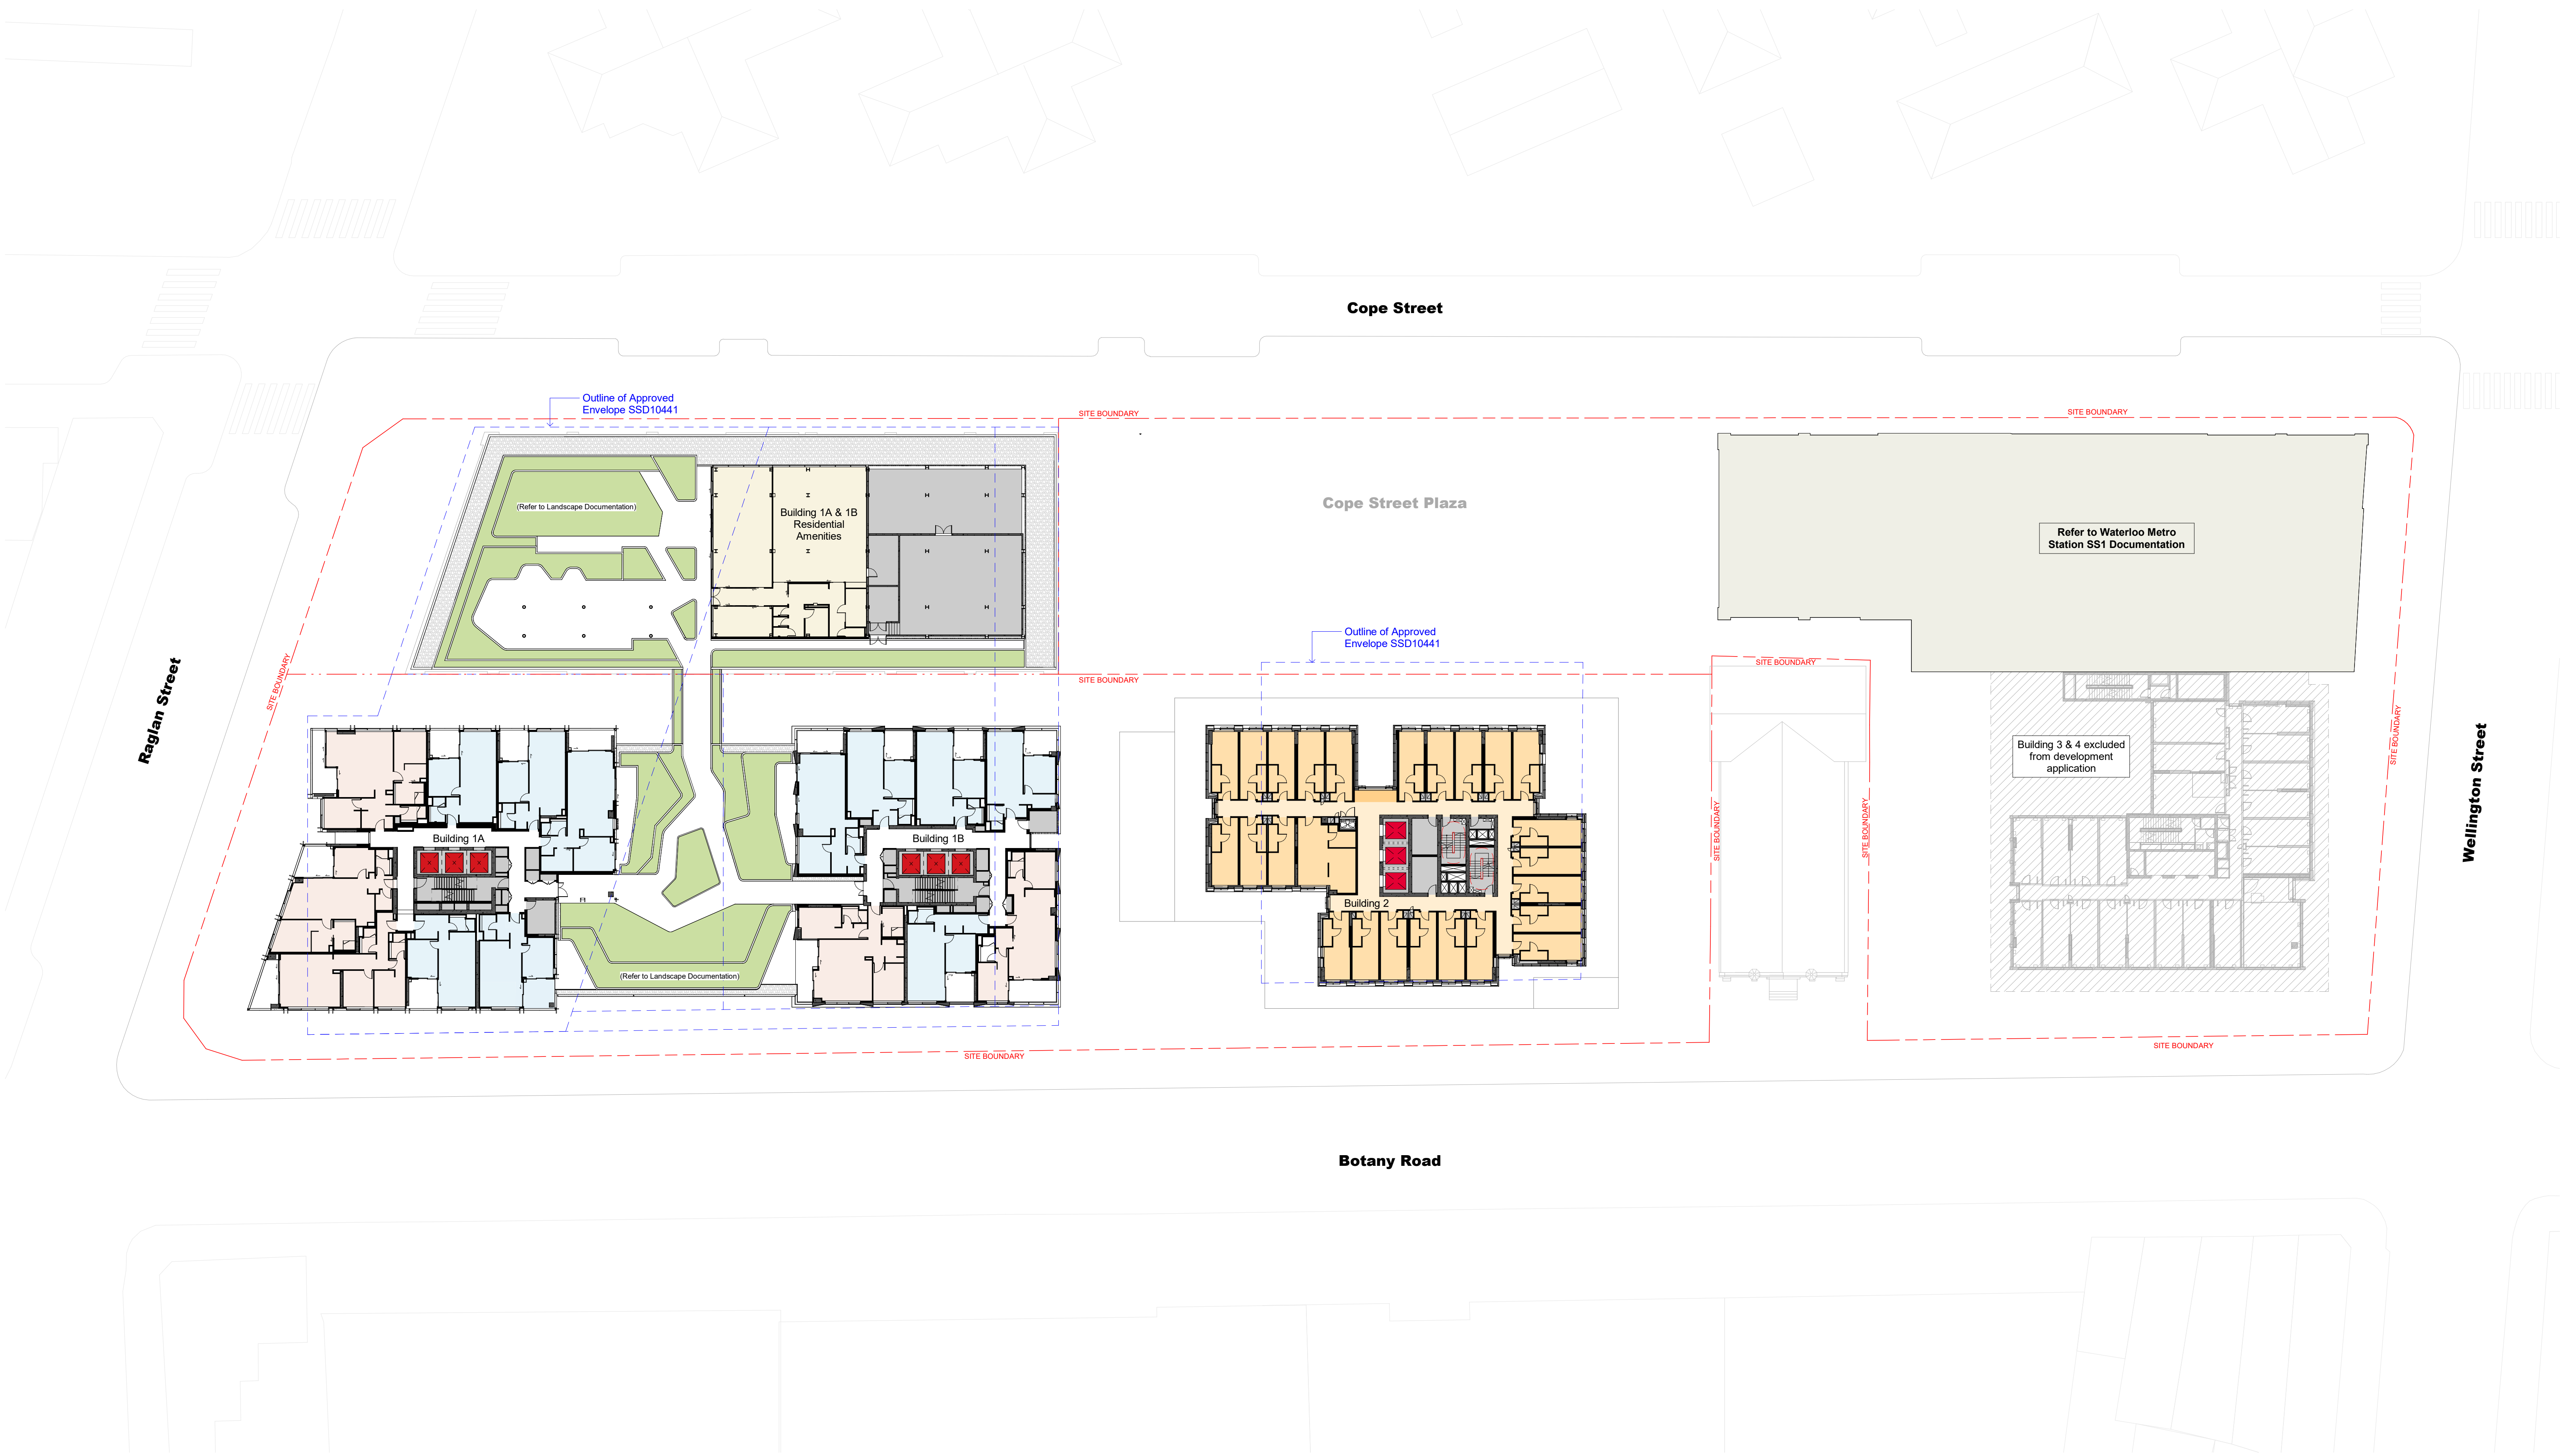 Cope Street
Outline of Approved
Envelope SSD10441
SITE BOUNDARY
SITE BOUNDARY
(Refer to Landscape Documentation)
Building 1A & 1B
Residential
Amenities
Cope Street Plaza
Refer to Waterloo Metro
Station SS1 Documentation
Outline of Approved
Envelope SSD10441
SITE BOUNDARY
SITE BOUNDARY
SITE BOUNDARY
Raglan Street
Building 3 & 4 excluded
from development
application
SITE BOUNDARY
Wellington Street
Building 1A
Building 1B
SITE BOUNDARY
SITE BOUNDARY
Building 2
(Refer to Landscape Documentation)
SITE BOUNDARY
SITE BOUNDARY
Botany Road